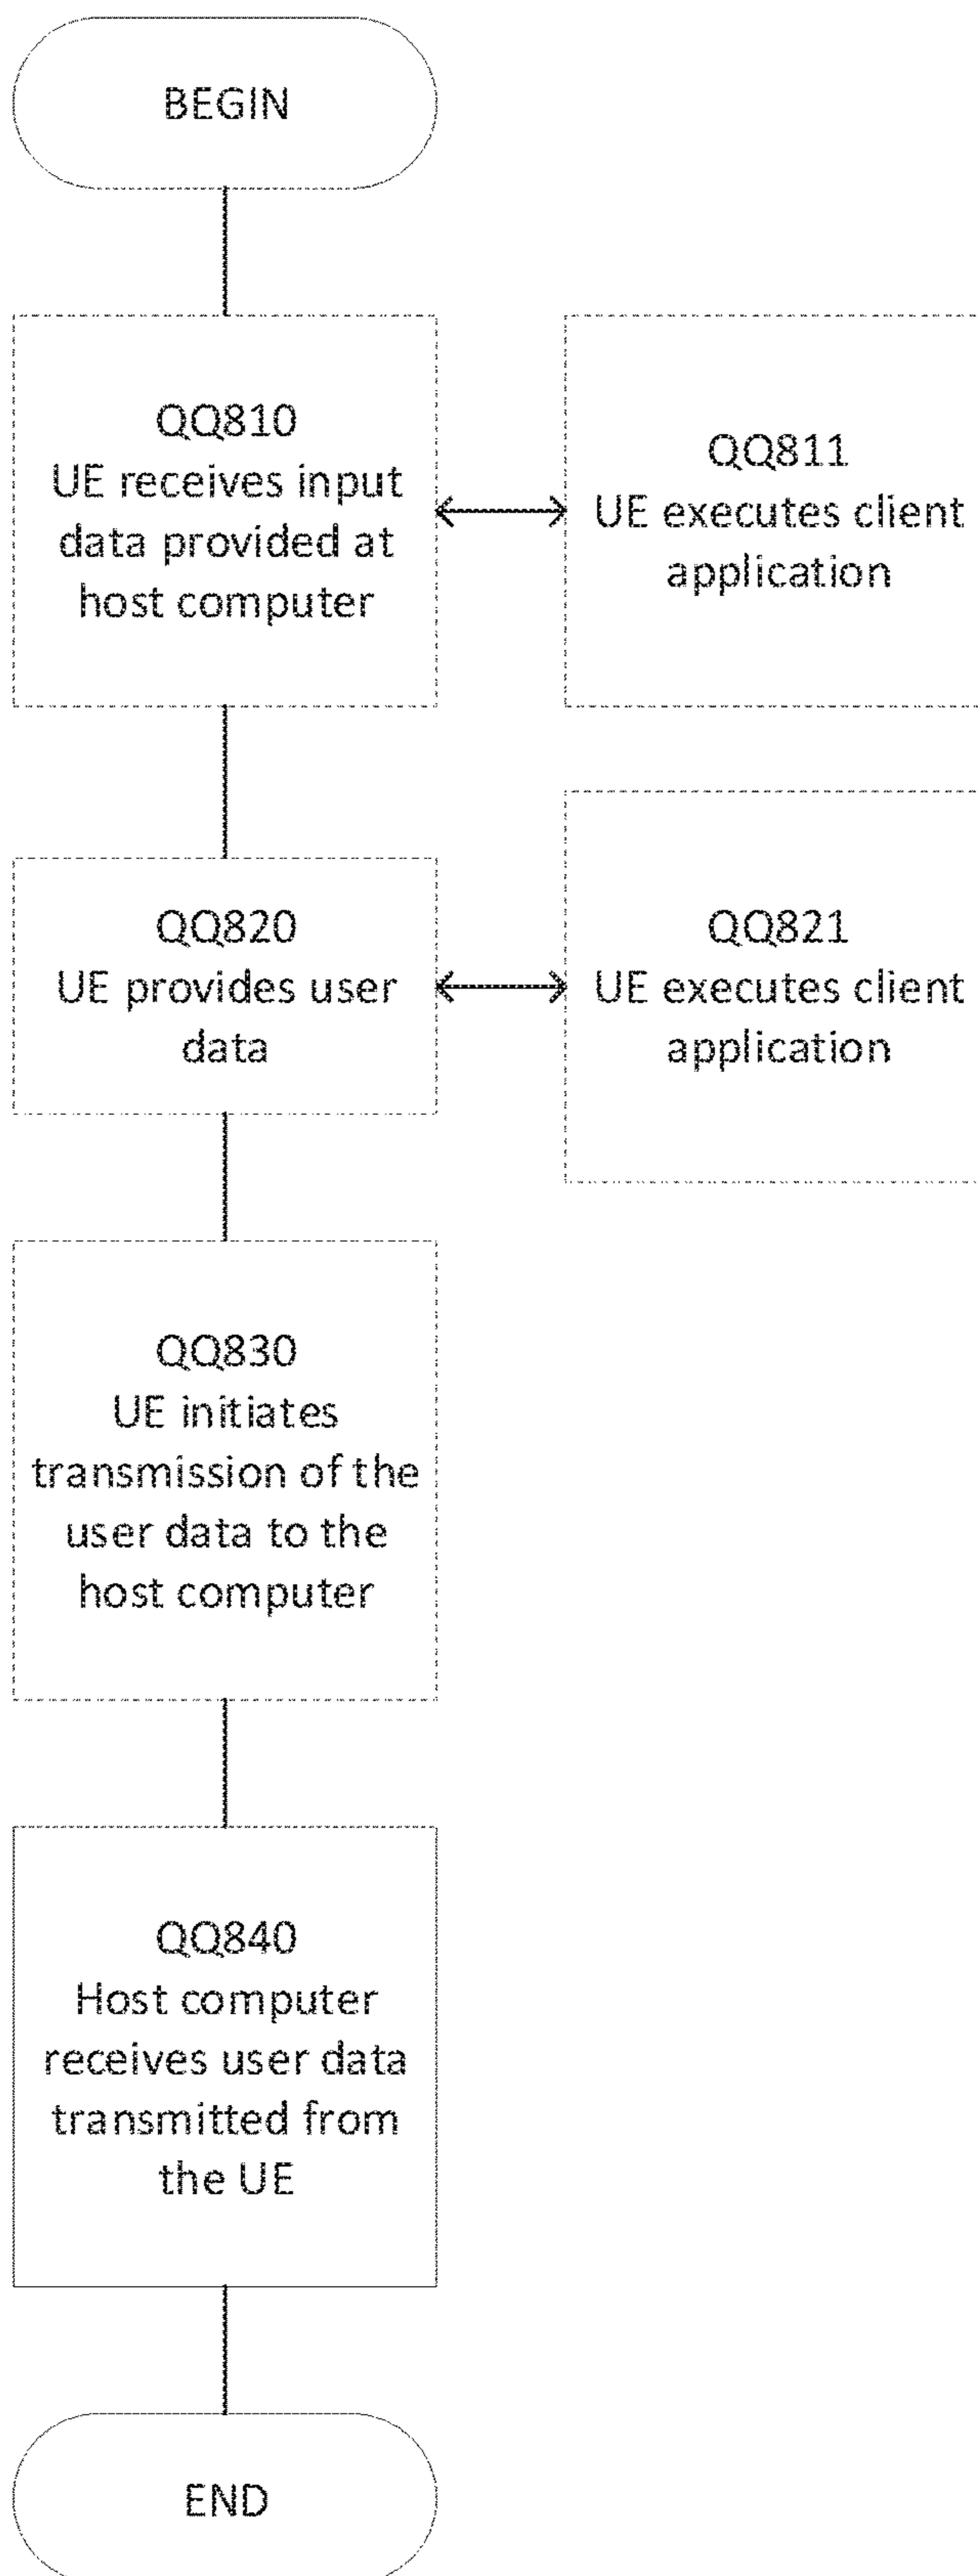 BEGIN
QQ810
UE receives input
data provided at
host computer
QQ811
UE executes client
application
QQ820
UE provides user
data
QQ821
UE executes client
application
QQ830
UE initiates
transmission of the
user data to the
host computer
QQ840
Host computer
receives user data
transmitted from
the UE
END